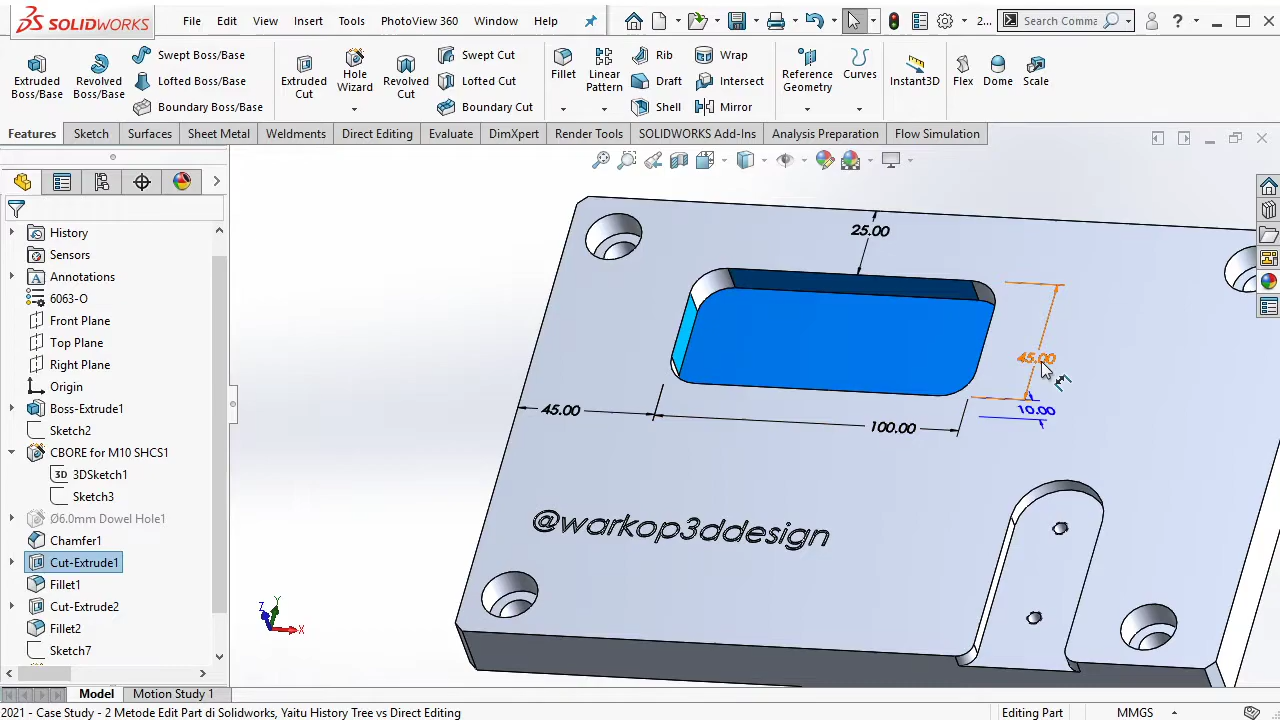 SOLIDWORKS File Edit View Insert Tools PhotoView 360 Window Help 2... Search Comma
Extruded Boss/Base
Revolved Boss/Base
Swept Boss/Base
Lofted Boss/Base
Boundary Boss/Base
Extruded Cut
Hole Wizard
Revolved Cut
Swept Cut
Lofted Cut
Boundary Cut
Fillet
Linear Pattern
Rib
Draft
Shell
Wrap
Intersect
Mirror
Reference Geometry
Curves
Instant3D
Flex
Dome
Scale
Features Sketch Surfaces Sheet Metal Weldments Direct Editing Evaluate DimXpert Render Tools SOLIDWORKS Add-Ins Analysis Preparation Flow Simulation
History
Sensors
Annotations
6063-O
Front Plane
Top Plane
Right Plane
Origin
Boss-Extrude1
Sketch2
CBORE for M10 SHCS1
3D 3DSketch1
Sketch3
Ø6.0mm Dowel Hole1
Chamfer1
Cut-Extrude1
Fillet1
Cut-Extrude2
Fillet2
Sketch7
25.00
45.00
10.00
45.00
100.00
@warkop3ddesign
Z Y X
Model Motion Study 1
2021 - Case Study - 2 Metode Edit Part di Solidworks, Yaitu History Tree vs Direct Editing Editing Part MMGS